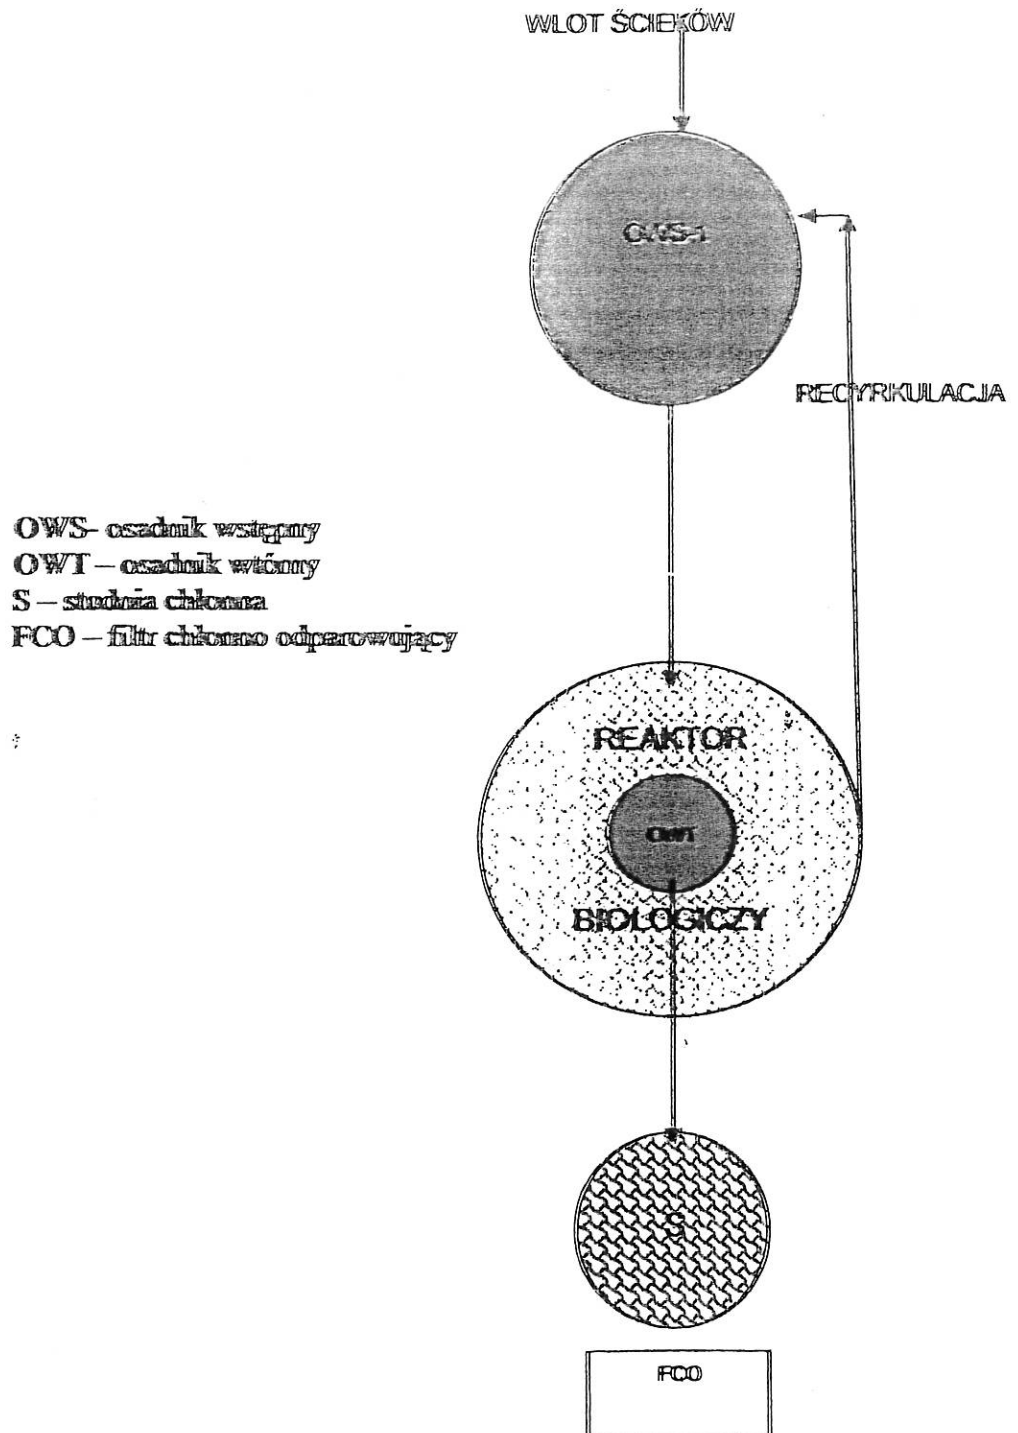 WLOT ŚCIEKÓW
OWS-1
RECYRKULACJA
OWS- osadnik wstępny
OWT – osadnik wtórny
S – studnia chłonna
FCO – filtr chłonno odparowujący
REAKTOR
OWT
BIOLOGICZY
S
FCO